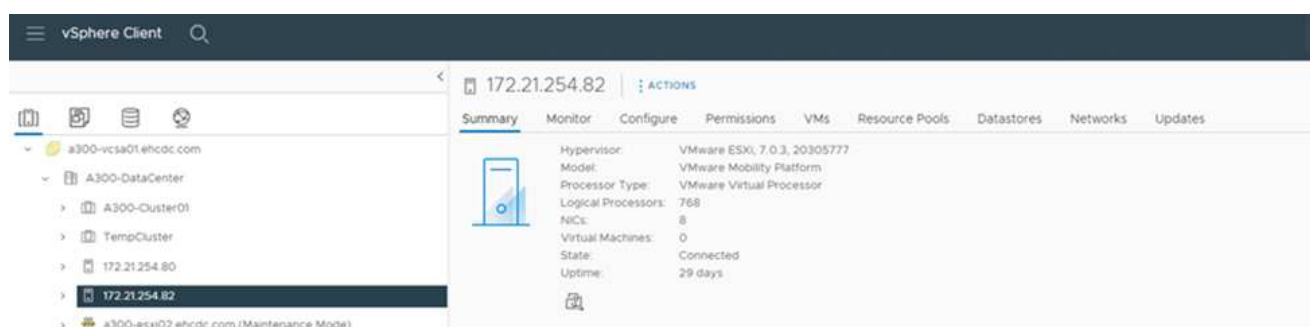 vSphere Client
a300-vcsa01.ehcdc.com
A300-DataCenter
A300-Cluster01
TempCluster
172.21.254.80
172.21.254.82
a300-esxi02.ehcdc.com (Maintenance Mode)
172.21.254.82 ACTIONS
Summary Monitor Configure Permissions VMs Resource Pools Datastores Networks Updates
Hypervisor: VMware ESXi, 7.0.3, 20305777
Model: VMware Mobility Platform
Processor Type: VMware Virtual Processor
Logical Processors: 768
NICs: 8
Virtual Machines: 0
State: Connected
Uptime: 29 days